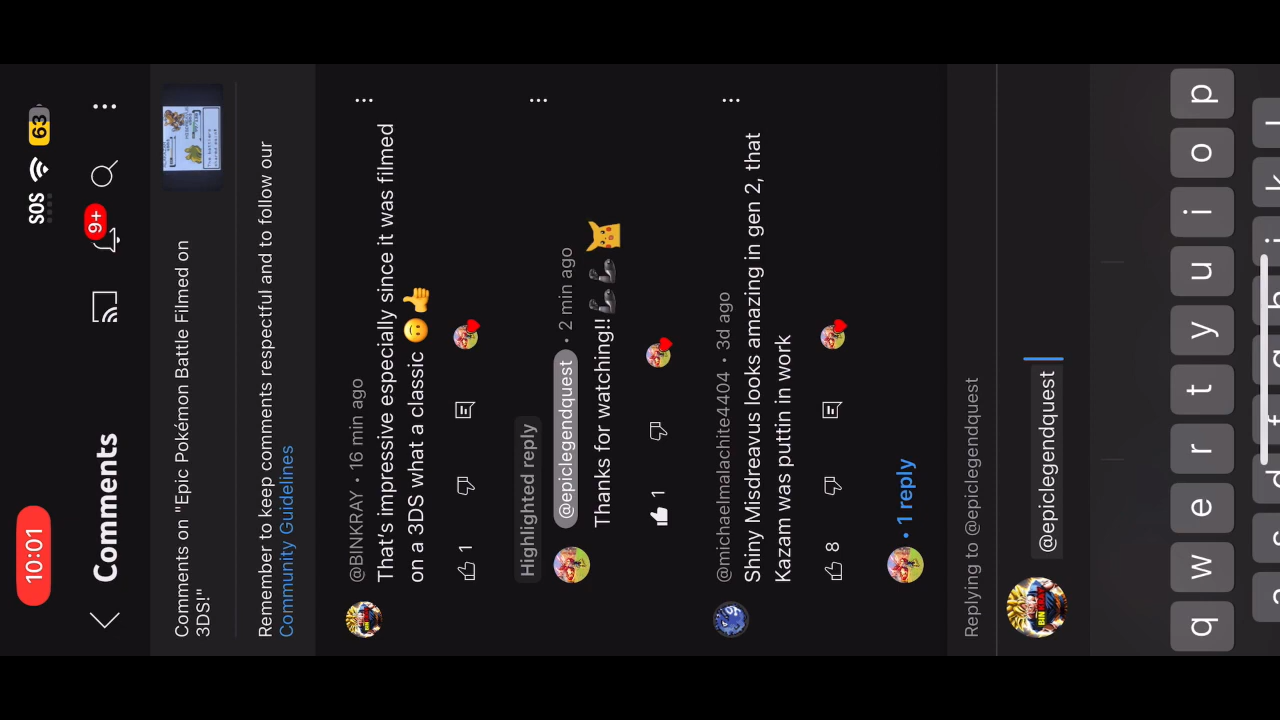 10:01
SOS
63
Comments
9+
Comments on "Epic Pokémon Battle Filmed on
3DS!"
Remember to keep comments respectful and to follow our
Community Guidelines
@BINKRAY • 16 min ago
That's impressive especially since it was filmed
on a 3DS what a classic 🙂 👍
1
Highlighted reply
@epiclegendquest • 2 min ago
Thanks for watching!!
1
@michaelmalachite4404 • 3d ago
Shiny Misdreavus looks amazing in gen 2, that
Kazam was puttin in work
8
• 1 reply
Replying to @epiclegendquest
@epiclegendquest
q w e r t y u i o p